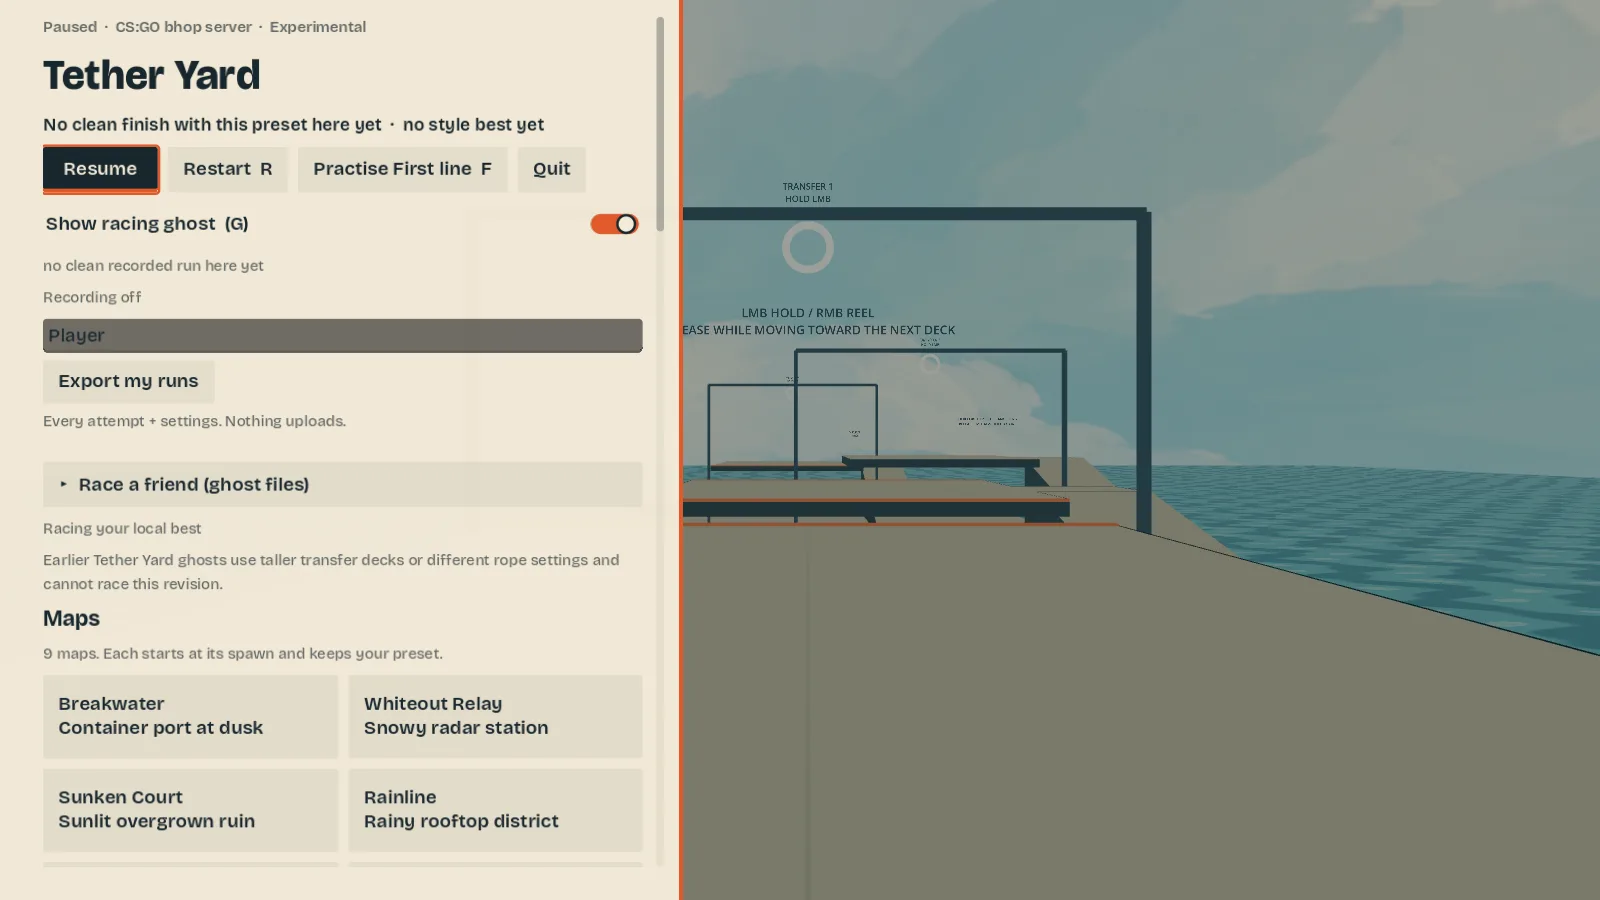 Paused · CS:GO bhop server · Experimental
Tether Yard
No clean finish with this preset here yet · no style best yet
Resume
Restart R
Practise First line F
Quit
Show racing ghost (G)
no clean recorded run here yet
Recording off
Player
Export my runs
Every attempt + settings. Nothing uploads.
Race a friend (ghost files)
Racing your local best
Earlier Tether Yard ghosts use taller transfer decks or different rope settings and
cannot race this revision.
Maps
9 maps. Each starts at its spawn and keeps your preset.
Breakwater
Container port at dusk
Whiteout Relay
Snowy radar station
Sunken Court
Sunlit overgrown ruin
Rainline
Rainy rooftop district
TRANSFER 1
HOLD LMB
LMB HOLD / RMB REEL
EASE WHILE MOVING TOWARD THE NEXT DECK